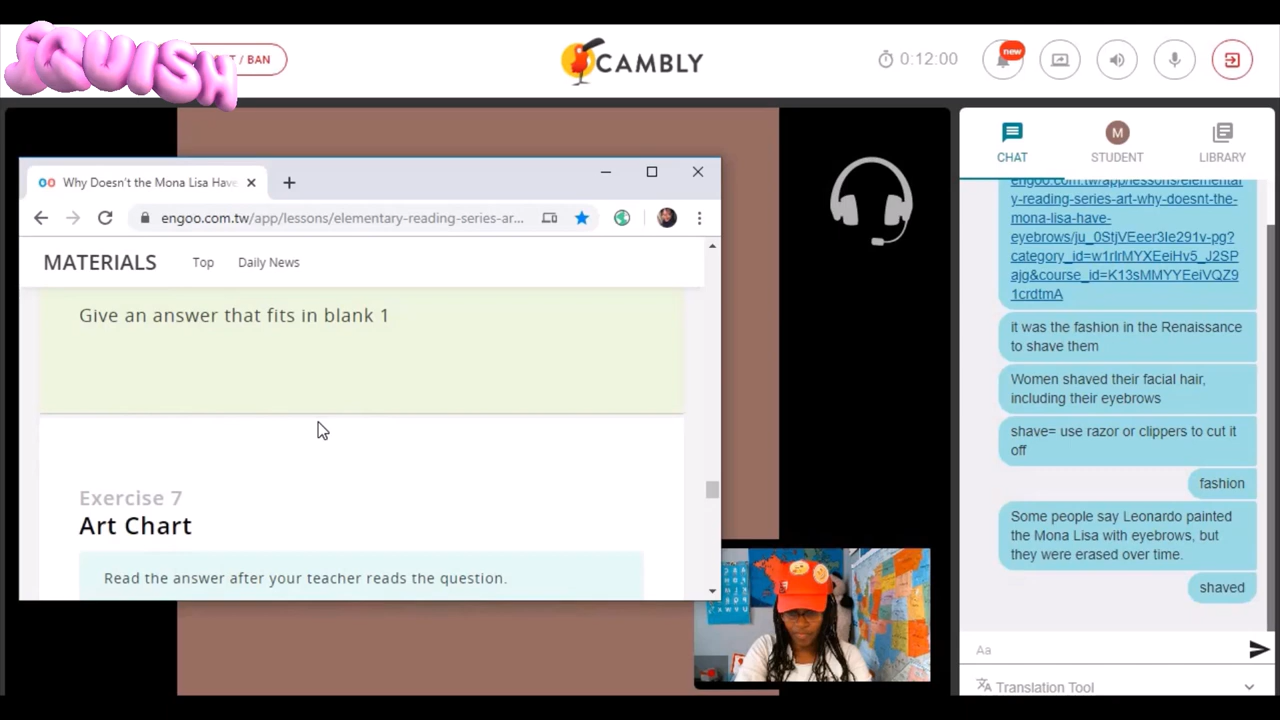 SQUISH
T / BAN
CAMBLY
0:12:00
new
Why Doesn't the Mona Lisa Have
engoo.com.tw/app/lessons/elementary-reading-series-ar...
MATERIALS
Top
Daily News
Give an answer that fits in blank 1
Exercise 7
Art Chart
Read the answer after your teacher reads the question.
CHAT
M
STUDENT
LIBRARY
engoo.com.tw/app/lessons/elementar
y-reading-series-art-why-doesnt-the-
mona-lisa-have-
eyebrows/ju_0StjVEeer3Ie291v-pg?
category_id=w1rIrMYXEeiHv5_J2SP
ajg&course_id=K13sMMYYEeiVQZ9
1crdtmA
it was the fashion in the Renaissance
to shave them
Women shaved their facial hair,
including their eyebrows
shave= use razor or clippers to cut it
off
fashion
Some people say Leonardo painted
the Mona Lisa with eyebrows, but
they were erased over time.
shaved
Aa
Translation Tool